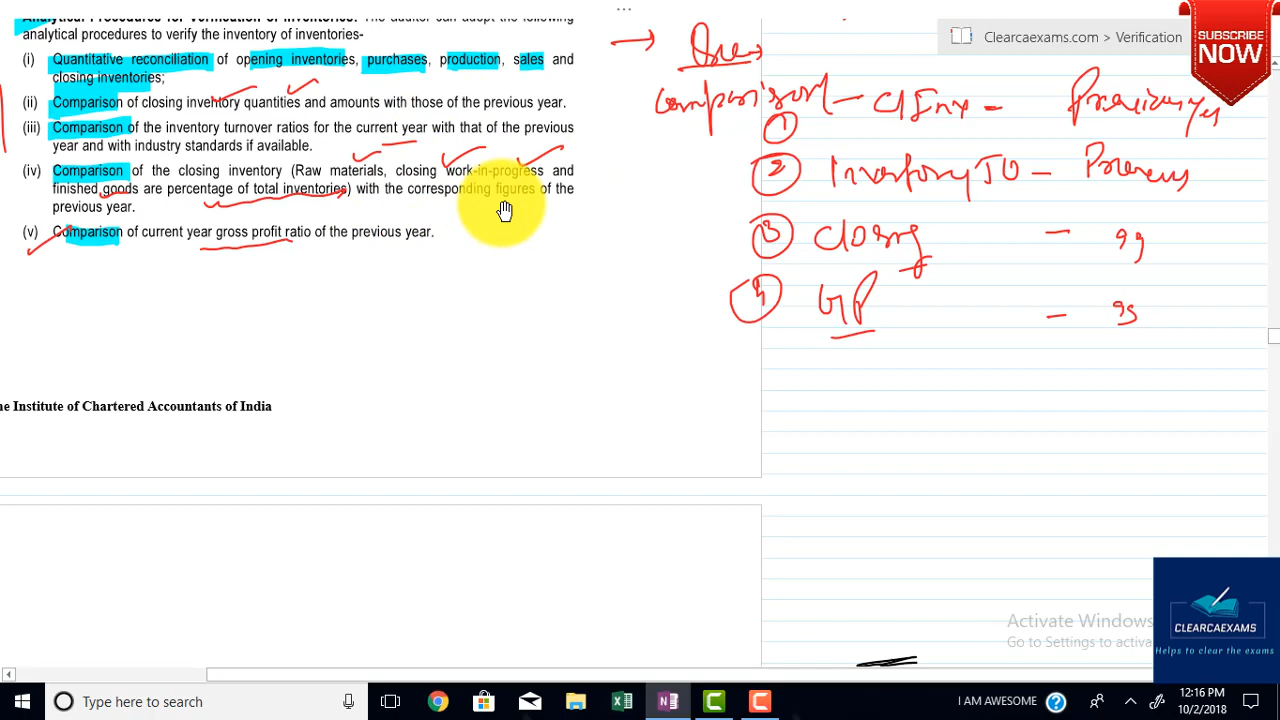 Analytical Procedures for Verification of Inventories: The auditor can adopt the following
analytical procedures to verify the inventory of inventories-
(i) Quantitative reconciliation of opening inventories, purchases, production, sales and
closing inventories;
(ii) Comparison of closing inventory quantities and amounts with those of the previous year.
(iii) Comparison of the inventory turnover ratios for the current year with that of the previous
year and with industry standards if available.
(iv) Comparison of the closing inventory (Raw materials, closing work-in-progress and
finished goods are percentage of total inventories) with the corresponding figures of the
previous year.
(v) Comparison of current year gross profit ratio of the previous year.
he Institute of Chartered Accountants of India
Comparison - Cl Inv - Previous yr
①
② Inventory TO - Previous
③ Closing - 99
④ GP - 99
Clearcaexams.com › Verification
SUBSCRIBE
NOW
Activate Windows
Go to Settings to activa
CLEARCAEXAMS
Helps to clear the exams
Type here to search
I AM AWESOME
12:16 PM
10/2/2018